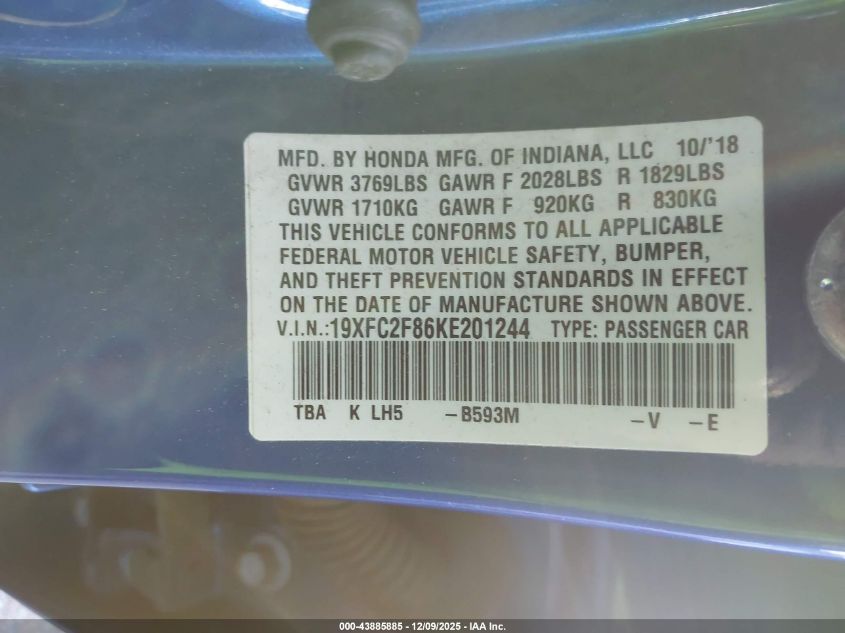 MFD. BY HONDA MFG. OF INDIANA, LLC 10/'18
GVWR 3769LBS GAWR F 2028LBS R 1829LBS
GVWR 1710KG GAWR F 920KG R 830KG
THIS VEHICLE CONFORMS TO ALL APPLICABLE
FEDERAL MOTOR VEHICLE SAFETY, BUMPER,
AND THEFT PREVENTION STANDARDS IN EFFECT
ON THE DATE OF MANUFACTURE SHOWN ABOVE.
V.I.N.:19XFC2F86KE201244 TYPE: PASSENGER CAR
TBA K LH5 -B593M -V -E
000-43885885 - 12/09/2025 - IAA Inc.